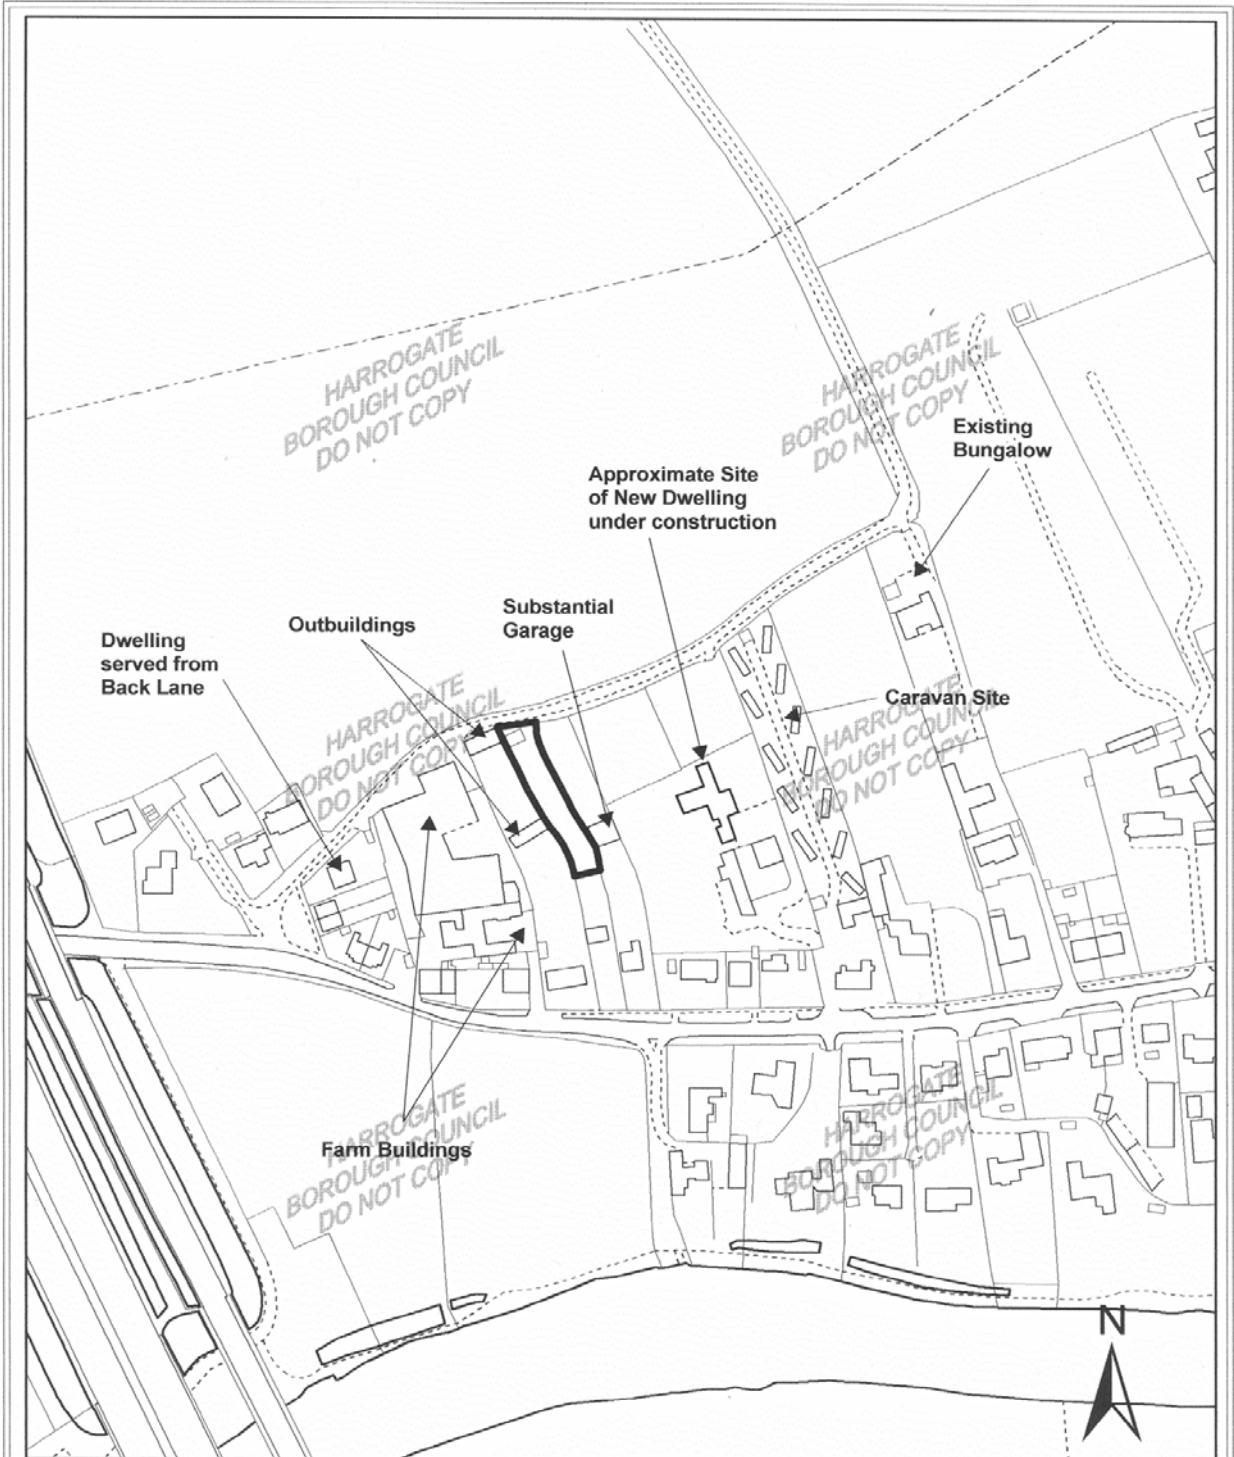 HARROGATE
BOROUGH COUNCIL
DO NOT COPY
HARROGATE
BOROUGH COUNCIL
DO NOT COPY
Existing
Bungalow
Approximate Site
of New Dwelling
under construction
Substantial
Garage
Outbuildings
Dwelling
served from
Back Lane
Caravan Site
HARROGATE
BOROUGH COUNCIL
DO NOT COPY
HARROGATE
BOROUGH COUNCIL
DO NOT COPY
Farm Buildings
HARROGATE
BOROUGH COUNCIL
DO NOT COPY
HARROGATE
BOROUGH COUNCIL
DO NOT COPY
N